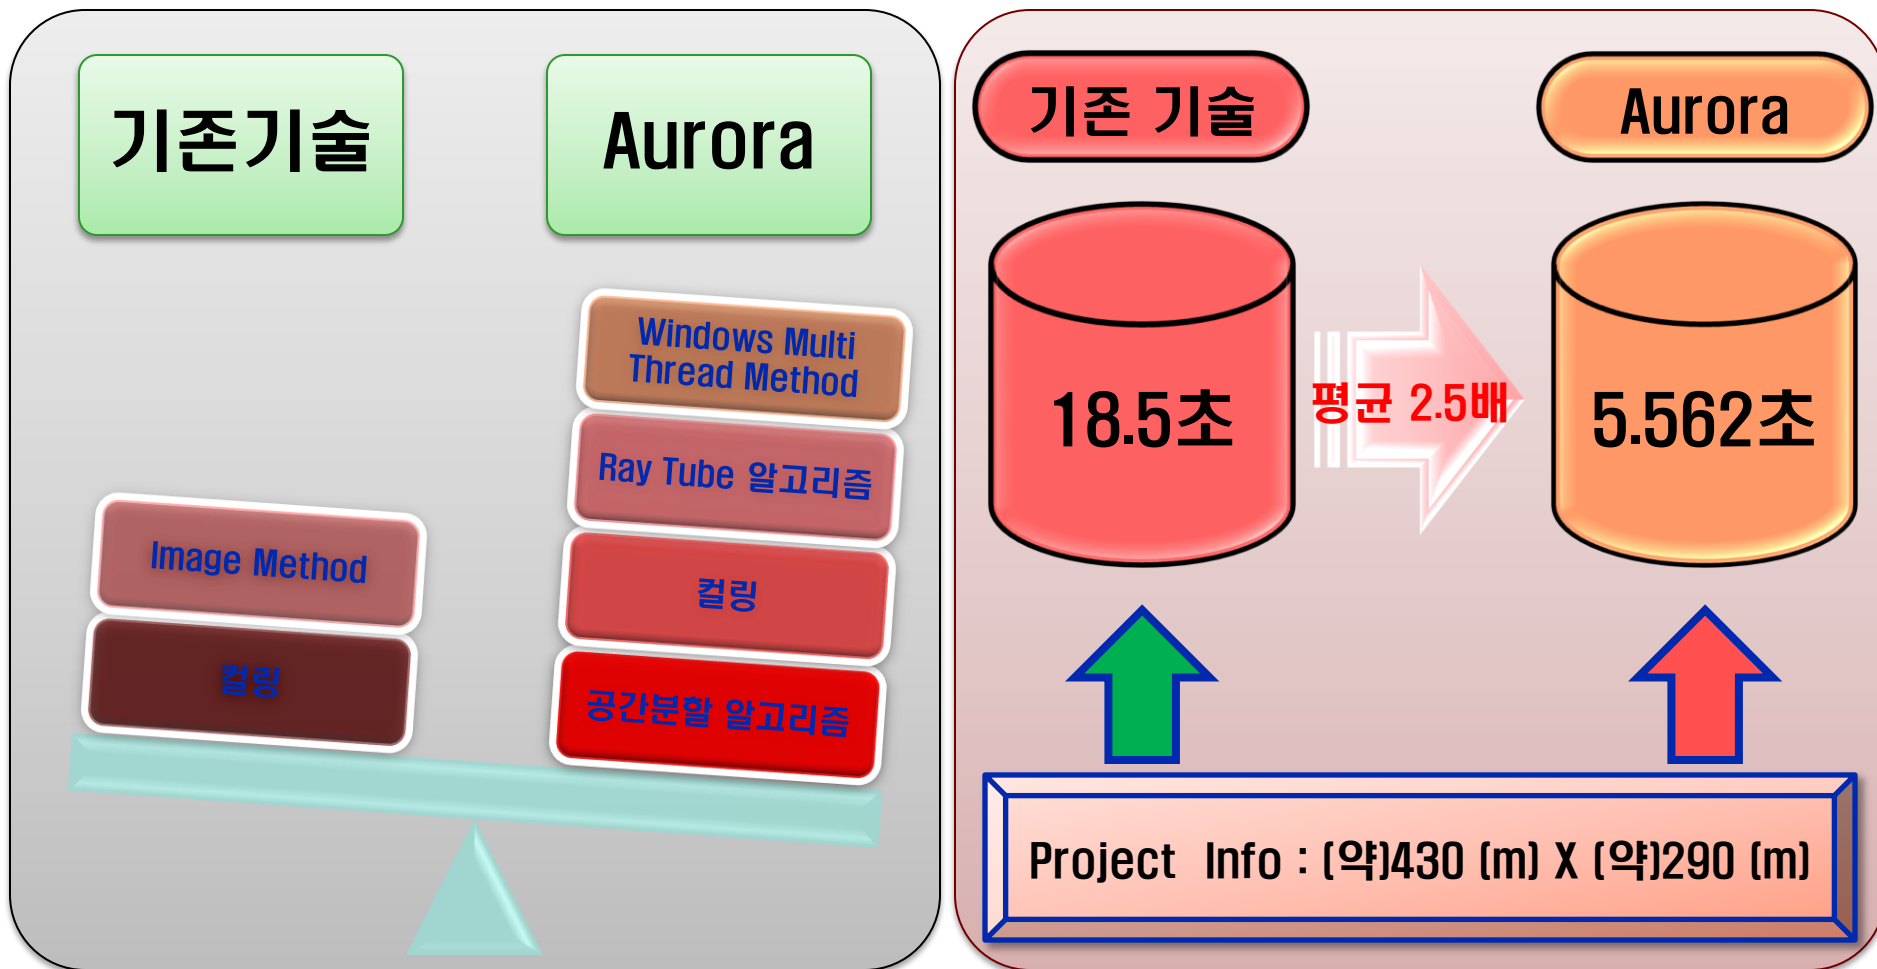 기존기술
Aurora
Windows Multi
Thread Method
Ray Tube 알고리즘
컬링
공간분할 알고리즘
Image Method
컬링
기존 기술
Aurora
18.5초
평균 2.5배
5.562초
Project Info : (약)430 (m) X (약)290 (m)